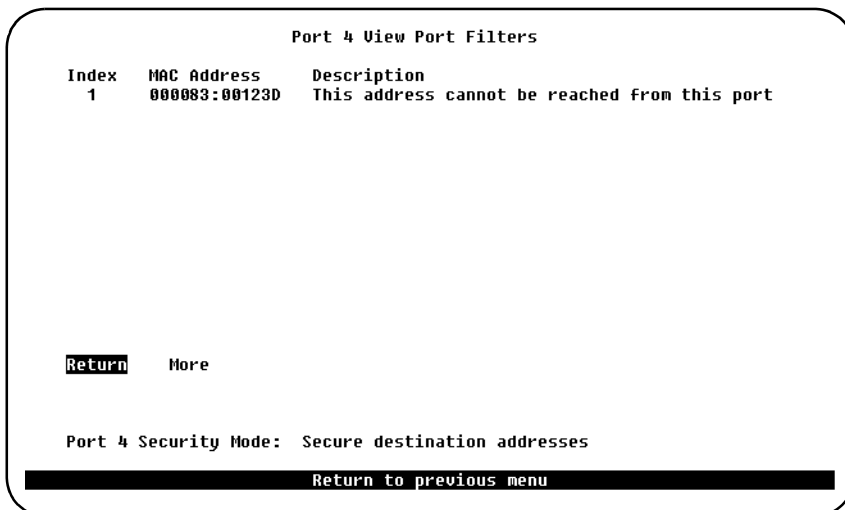 Port 4 View Port Filters
Index MAC Address Description
1 000083:00123D This address cannot be reached from this port
Return More
Port 4 Security Mode: Secure destination addresses
Return to previous menu